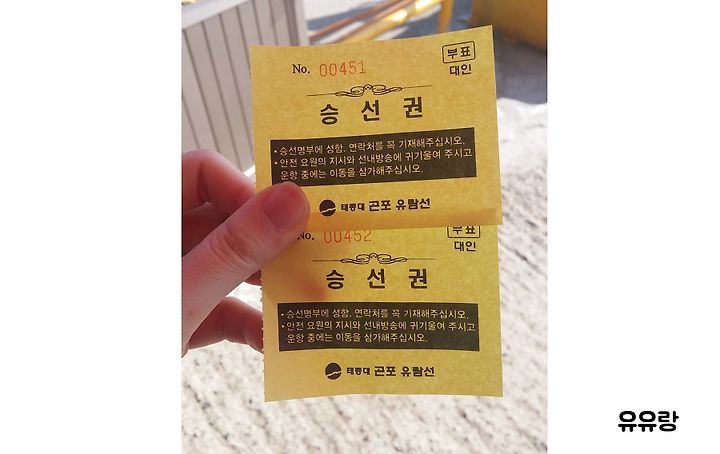 No. 00451
부표
대인
승선권
• 승선명부에 성함, 연락처를 꼭 기재해주십시오.
• 안전 요원의 지시와 선내방송에 귀기울여 주시고
운항 중에는 이동을 삼가해주십시오.
태종대 곤포 유람선
No. 00452
부표
대인
승선권
• 승선명부에 성함, 연락처를 꼭 기재해주십시오.
• 안전 요원의 지시와 선내방송에 귀기울여 주시고
운항 중에는 이동을 삼가해주십시오.
태종대 곤포 유람선
유유랑